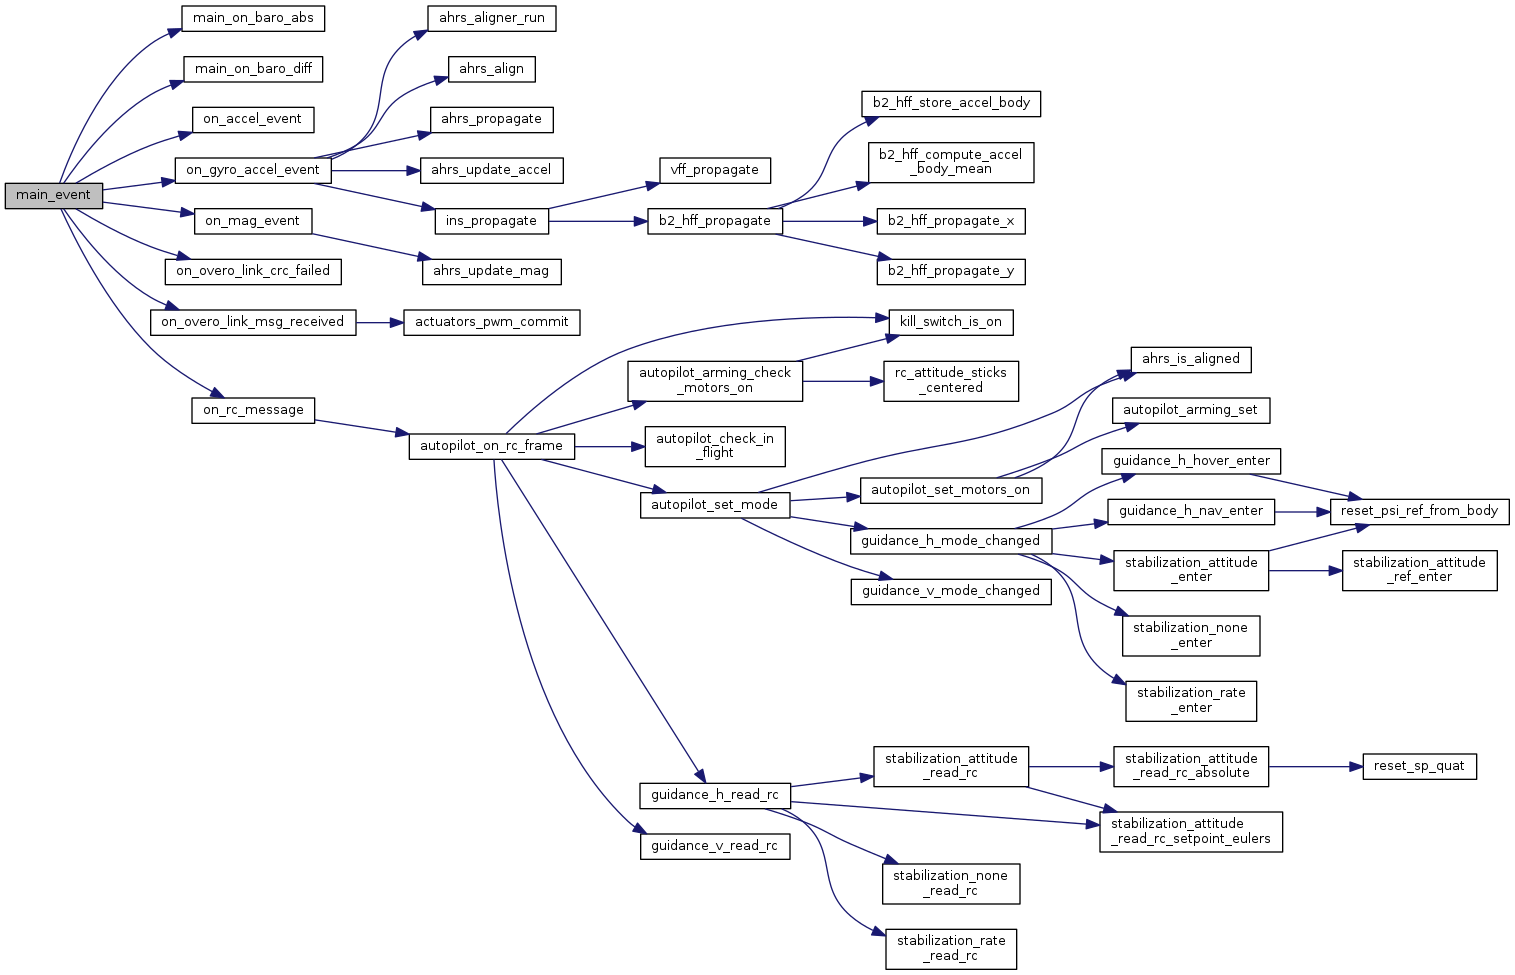 main_event
main_on_baro_abs
main_on_baro_diff
on_accel_event
on_gyro_accel_event
on_mag_event
on_overo_link_crc_failed
on_overo_link_msg_received
on_rc_message
ahrs_aligner_run
ahrs_align
ahrs_propagate
ahrs_update_accel
ins_propagate
ahrs_update_mag
actuators_pwm_commit
autopilot_on_rc_frame
vff_propagate
b2_hff_propagate
b2_hff_store_accel_body
b2_hff_compute_accel
_body_mean
b2_hff_propagate_x
b2_hff_propagate_y
kill_switch_is_on
autopilot_arming_check
_motors_on
rc_attitude_sticks
_centered
autopilot_check_in
_flight
autopilot_set_mode
ahrs_is_aligned
autopilot_set_motors_on
autopilot_arming_set
guidance_h_mode_changed
guidance_v_mode_changed
guidance_h_hover_enter
guidance_h_nav_enter
stabilization_attitude
_enter
stabilization_none
_enter
stabilization_rate
_enter
reset_psi_ref_from_body
stabilization_attitude
_ref_enter
guidance_h_read_rc
guidance_v_read_rc
stabilization_attitude
_read_rc
stabilization_attitude
_read_rc_absolute
reset_sp_quat
stabilization_attitude
_read_rc_setpoint_eulers
stabilization_none
_read_rc
stabilization_rate
_read_rc